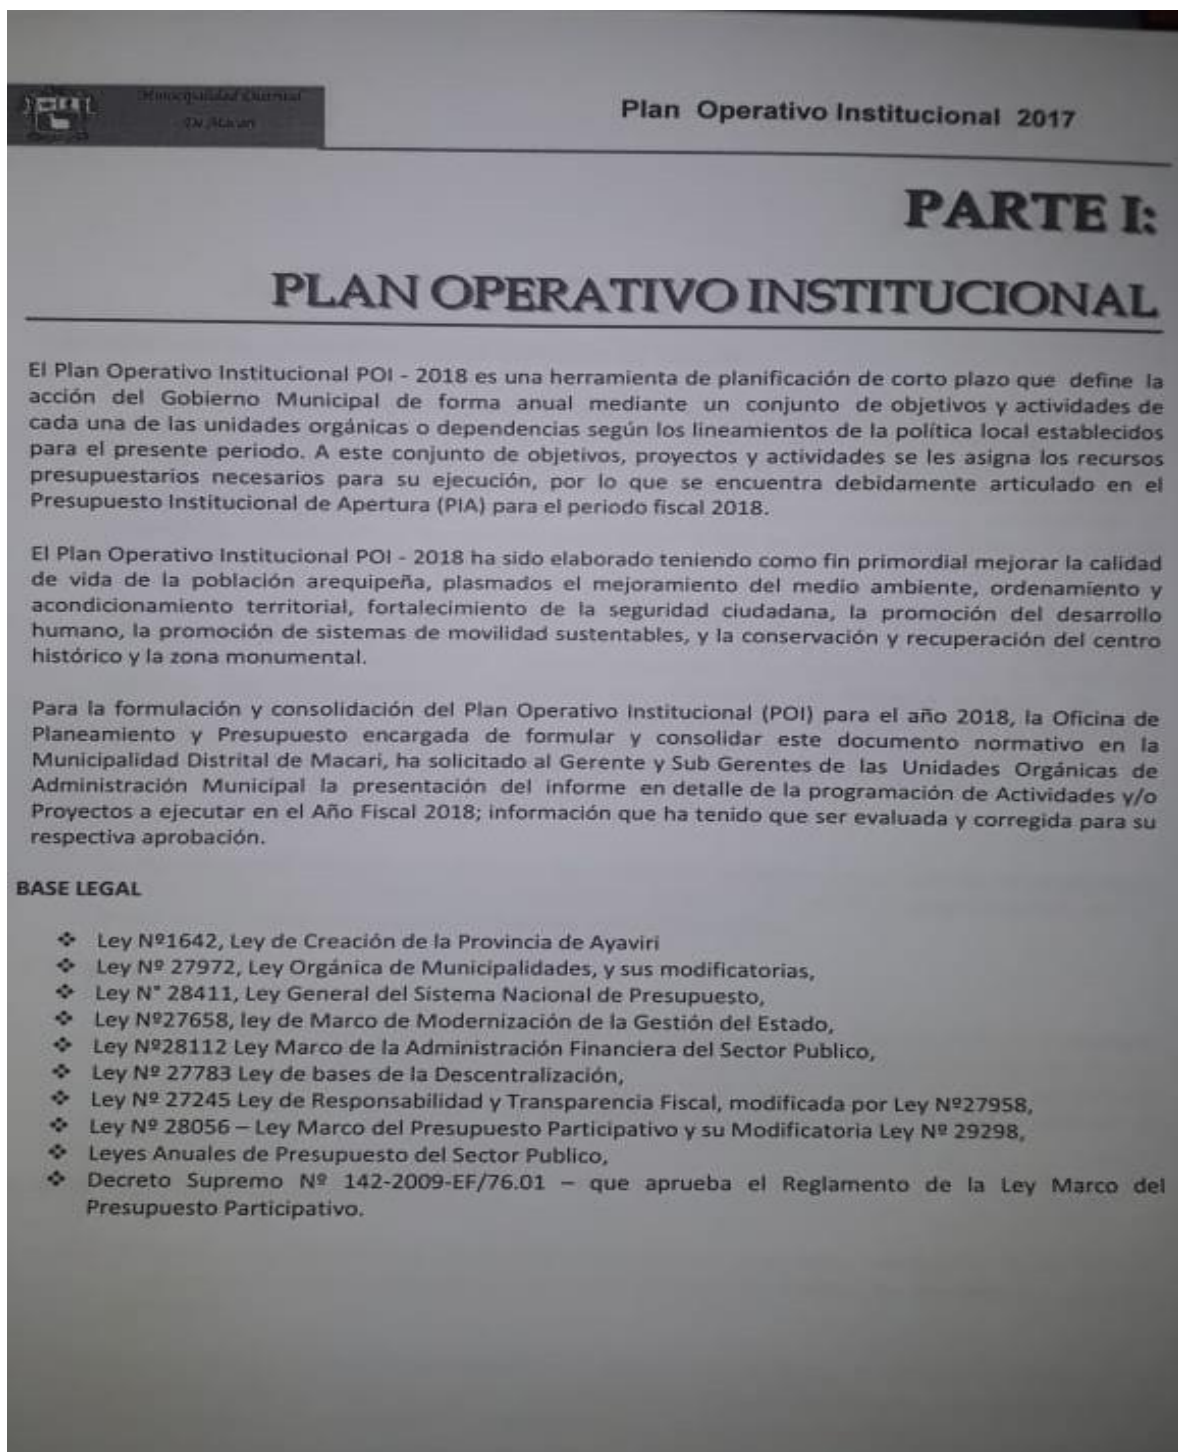 Municipalidad Distrital
De Macari
Plan Operativo Institucional 2017
PARTE I:
PLAN OPERATIVO INSTITUCIONAL
El Plan Operativo Institucional POI - 2018 es una herramienta de planificación de corto plazo que define la
acción del Gobierno Municipal de forma anual mediante un conjunto de objetivos y actividades de
cada una de las unidades orgánicas o dependencias según los lineamientos de la política local establecidos
para el presente periodo. A este conjunto de objetivos, proyectos y actividades se les asigna los recursos
presupuestarios necesarios para su ejecución, por lo que se encuentra debidamente articulado en el
Presupuesto Institucional de Apertura (PIA) para el periodo fiscal 2018.
El Plan Operativo Institucional POI - 2018 ha sido elaborado teniendo como fin primordial mejorar la calidad
de vida de la población arequipeña, plasmados el mejoramiento del medio ambiente, ordenamiento y
acondicionamiento territorial, fortalecimiento de la seguridad ciudadana, la promoción del desarrollo
humano, la promoción de sistemas de movilidad sustentables, y la conservación y recuperación del centro
histórico y la zona monumental.
Para la formulación y consolidación del Plan Operativo Institucional (POI) para el año 2018, la Oficina de
Planeamiento y Presupuesto encargada de formular y consolidar este documento normativo en la
Municipalidad Distrital de Macari, ha solicitado al Gerente y Sub Gerentes de las Unidades Orgánicas de
Administración Municipal la presentación del informe en detalle de la programación de Actividades y/o
Proyectos a ejecutar en el Año Fiscal 2018; información que ha tenido que ser evaluada y corregida para su
respectiva aprobación.
BASE LEGAL
❖ Ley Nº1642, Ley de Creación de la Provincia de Ayaviri
❖ Ley Nº 27972, Ley Orgánica de Municipalidades, y sus modificatorias,
❖ Ley N° 28411, Ley General del Sistema Nacional de Presupuesto,
❖ Ley Nº27658, ley de Marco de Modernización de la Gestión del Estado,
❖ Ley Nº28112 Ley Marco de la Administración Financiera del Sector Publico,
❖ Ley Nº 27783 Ley de bases de la Descentralización,
❖ Ley Nº 27245 Ley de Responsabilidad y Transparencia Fiscal, modificada por Ley Nº27958,
❖ Ley Nº 28056 – Ley Marco del Presupuesto Participativo y su Modificatoria Ley Nº 29298,
❖ Leyes Anuales de Presupuesto del Sector Publico,
❖ Decreto Supremo Nº 142-2009-EF/76.01 – que aprueba el Reglamento de la Ley Marco del
Presupuesto Participativo.